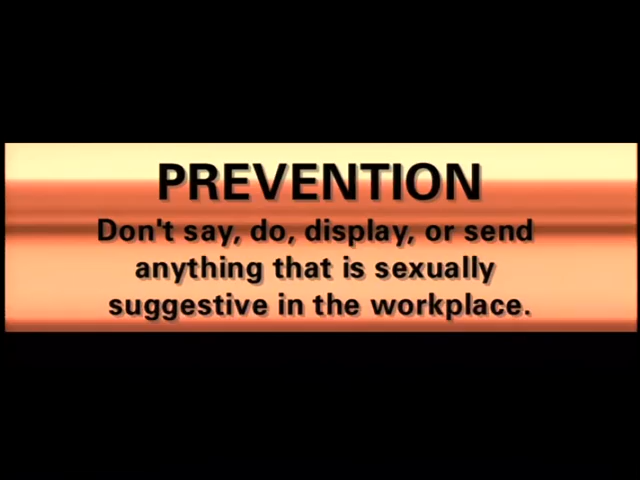 PREVENTION
Don't say, do, display, or send
anything that is sexually
suggestive in the workplace.